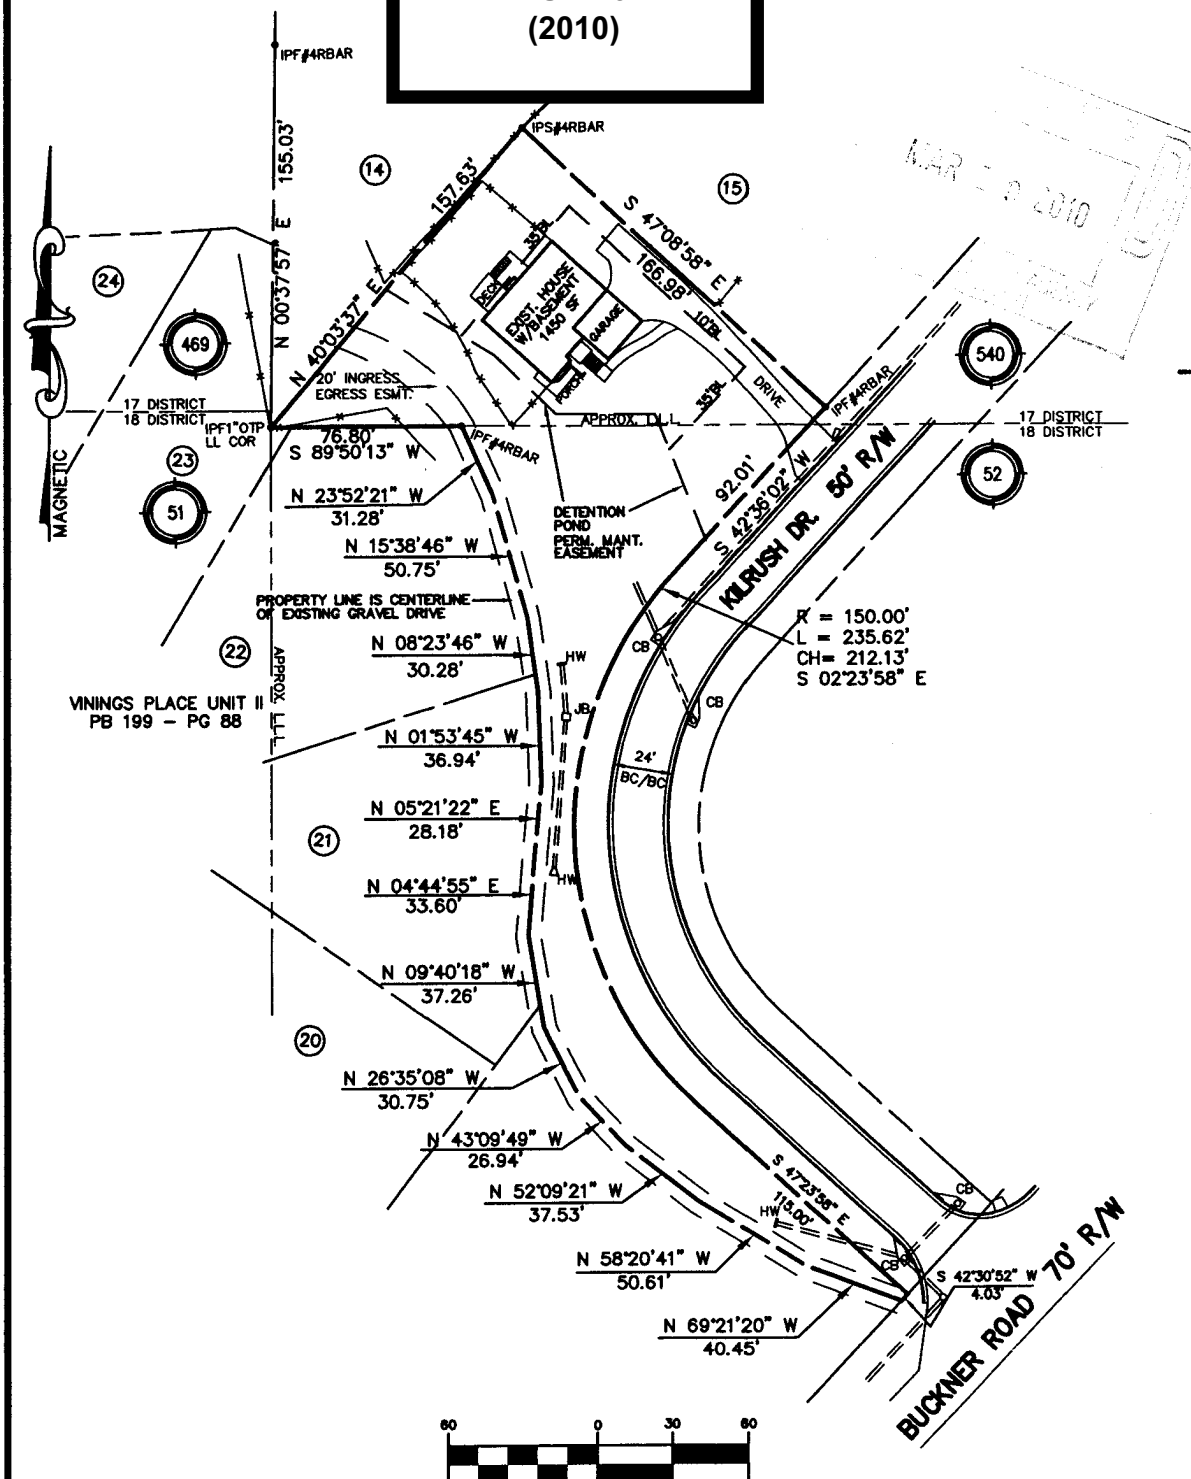 (2010)
IPF#4RBAR
N 00°37'57" E 155.03'
IPS#4RBAR
14
157.63'
N 40°03'37" E
15
S 47°08'58" E
166.98'
MAR
2010
24
35'BL
DECK
EXIST. HOUSE
W/BASEMENT
1450 SF
GARAGE
PORCH
10'BL
DRIVE
35'BL
469
540
20' INGRESS
EGRESS ESMT.
IPF#4RBAR
17 DISTRICT
18 DISTRICT
IPF1"OTP
LL COR
76.80'
S 89°50'13" W
IPF#4RBAR
APPROX. L.L.L.
17 DISTRICT
18 DISTRICT
MAGNETIC
23
51
52
92.01'
S 42°36'02" W
KILRUSH DR. 50' R/W
N 23°52'21" W
31.28'
DETENTION
POND
PERM. MANT.
EASEMENT
N 15°38'46" W
50.75'
PROPERTY LINE IS CENTERLINE
OF EXISTING GRAVEL DRIVE
R = 150.00'
L = 235.62'
CH= 212.13'
S 02°23'58" E
22
APPROX L L L
N 08°23'46" W
30.28'
HW
CB
CB
VININGS PLACE UNIT II
PB 199 - PG 88
JB
N 01°53'45" W
36.94'
24'
BC/BC
N 05°21'22" E
28.18'
21
HW
N 04°44'55" E
33.60'
N 09°40'18" W
37.26'
20
N 26°35'08" W
30.75'
N 43°09'49" W
26.94'
S 47°23'58" E
115.00'
HW
CB
N 52°09'21" W
37.53'
N 58°20'41" W
50.61'
CB
S 42°30'52" W
4.03'
N 69°21'20" W
40.45'
BUCKNER ROAD 70' R/W
60 0 30 60